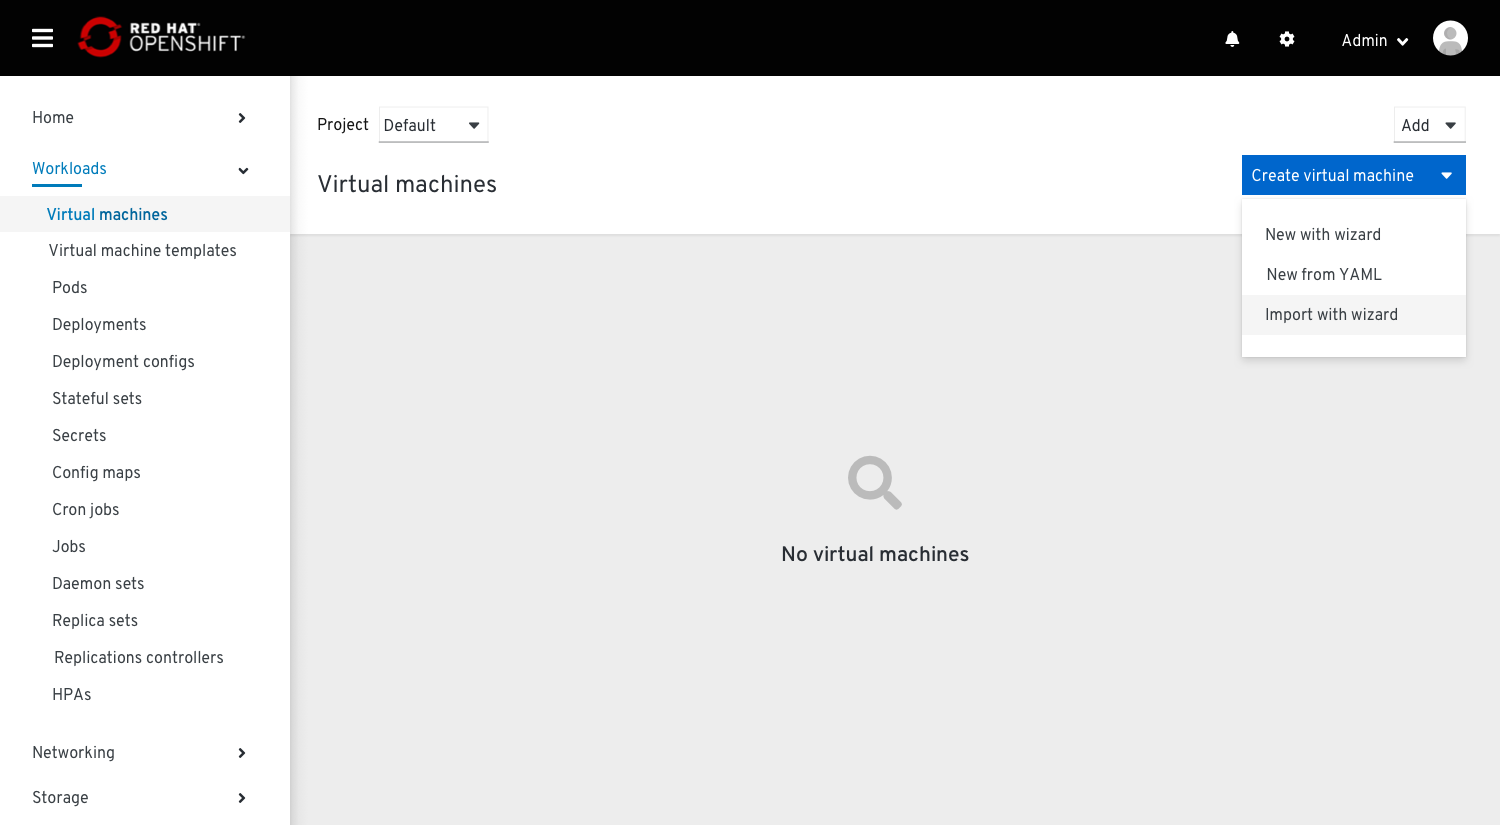 RED HAT
OPENSHIFT
Admin
Home
Workloads
Virtual machines
Virtual machine templates
Pods
Deployments
Deployment configs
Stateful sets
Secrets
Config maps
Cron jobs
Jobs
Daemon sets
Replica sets
Replications controllers
HPAs
Networking
Storage
Project Default
Add
Virtual machines
Create virtual machine
New with wizard
New from YAML
Import with wizard
No virtual machines